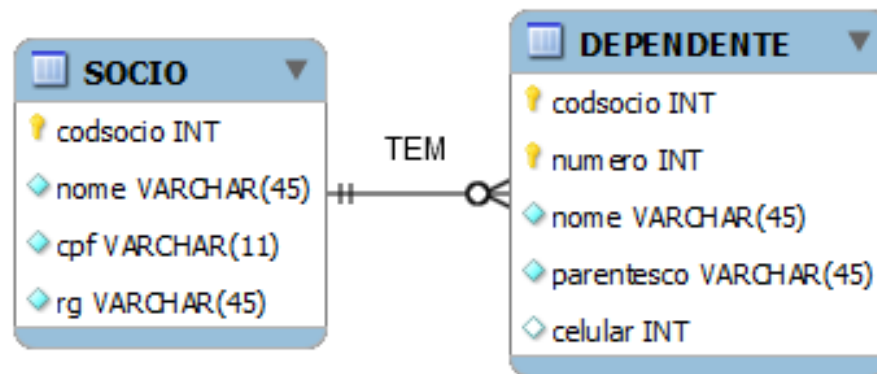 SOCIO
codsocio INT
nome VARCHAR(45)
cpf VARCHAR(11)
rg VARCHAR(45)
TEM
DEPENDENTE
codsocio INT
numero INT
nome VARCHAR(45)
parentesco VARCHAR(45)
celular INT